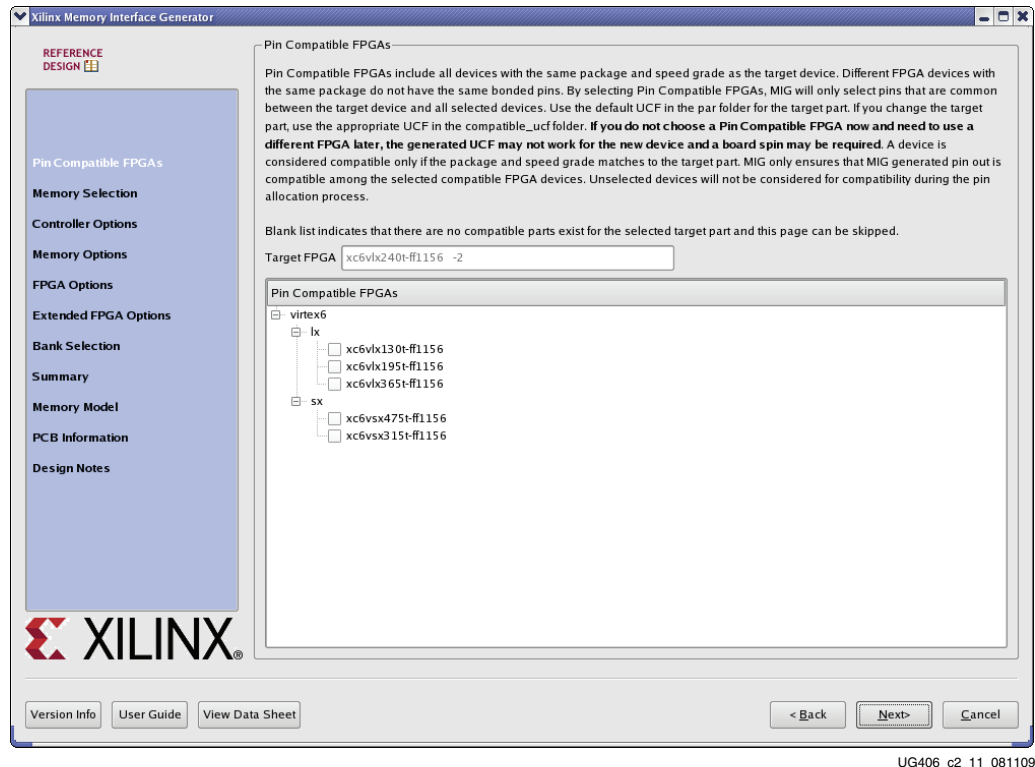 Xilinx Memory Interface Generator
REFERENCE
DESIGN
Pin Compatible FPGAs
Memory Selection
Controller Options
Memory Options
FPGA Options
Extended FPGA Options
Bank Selection
Summary
Memory Model
PCB Information
Design Notes
XILINX®
Pin Compatible FPGAs
Pin Compatible FPGAs include all devices with the same package and speed grade as the target device. Different FPGA devices with
the same package do not have the same bonded pins. By selecting Pin Compatible FPGAs, MIG will only select pins that are common
between the target device and all selected devices. Use the default UCF in the par folder for the target part. If you change the target
part, use the appropriate UCF in the compatible_ucf folder. If you do not choose a Pin Compatible FPGA now and need to use a
different FPGA later, the generated UCF may not work for the new device and a board spin may be required. A device is
considered compatible only if the package and speed grade matches to the target part. MIG only ensures that MIG generated pin out is
compatible among the selected compatible FPGA devices. Unselected devices will not be considered for compatibility during the pin
allocation process.
Blank list indicates that there are no compatible parts exist for the selected target part and this page can be skipped.
Target FPGA xc6vlx240t-ff1156 -2
Pin Compatible FPGAs
virtex6
lx
xc6vlx130t-ff1156
xc6vlx195t-ff1156
xc6vlx365t-ff1156
sx
xc6vsx475t-ff1156
xc6vsx315t-ff1156
Version Info User Guide View Data Sheet < Back Next> Cancel
UG406_c2_11_081109